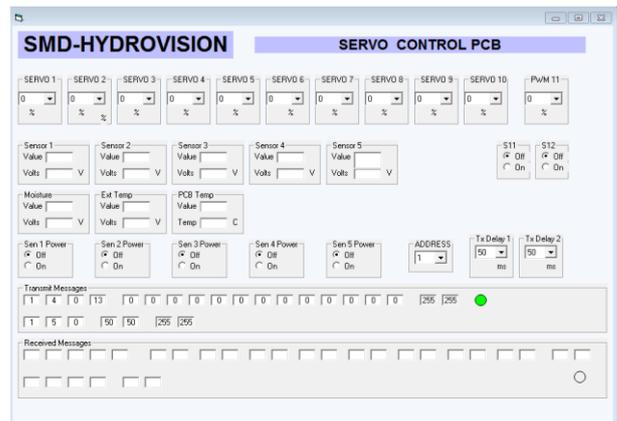 SMD-HYDROVISION SERVO CONTROL PCB
SERVO 1 SERVO 2 SERVO 3 SERVO 4 SERVO 5 SERVO 6 SERVO 7 SERVO 8 SERVO 9 SERVO 10 PWM 11
0 0 0 0 0 0 0 0 0 0 0
% % % % % % % % % % % %
Sensor 1 Sensor 2 Sensor 3 Sensor 4 Sensor 5 S11 S12
Value Value Value Value Value Off Off
Volts V Volts V Volts V Volts V Volts V On On
Moisture Ext Temp PCB Temp
Value Value Value
Volts V Volts V Temp C
Sen 1 Power Sen 2 Power Sen 3 Power Sen 4 Power Sen 5 Power ADDRESS Tx Delay 1 Tx Delay 2
Off Off Off Off Off 1 50 50
On On On On On ms ms
Transmit Messages
1 4 0 13 0 0 0 0 0 0 0 0 0 0 0 0 0 255 255
1 5 0 50 50 255 255
Received Messages